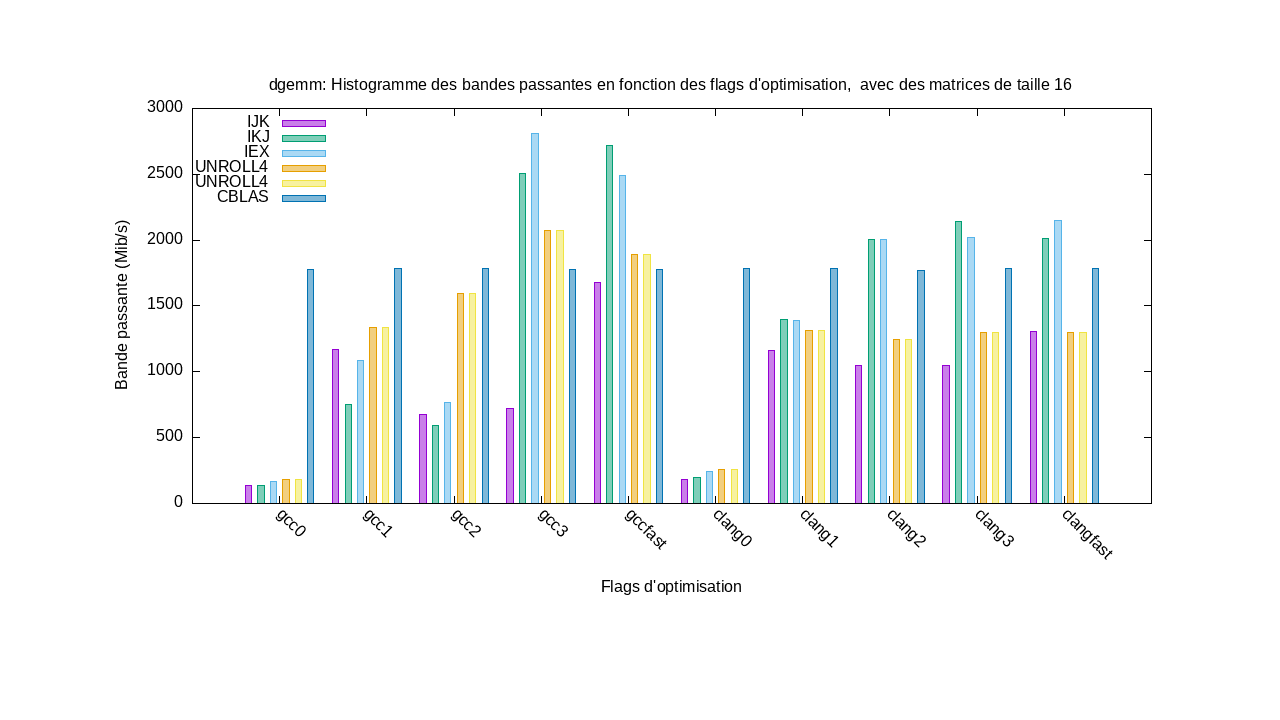 dgemm: Histogramme des bandes passantes en fonction des flags d'optimisation,  avec des matrices de taille 16
3000
2500
2000
1500
1000
500
0
Bande passante (Mib/s)
IJK
IKJ
IEX
UNROLL4
UNROLL4
CBLAS
gcc0
gcc1
gcc2
gcc3
gccfast
clang0
clang1
clang2
clang3
clangfast
Flags d'optimisation